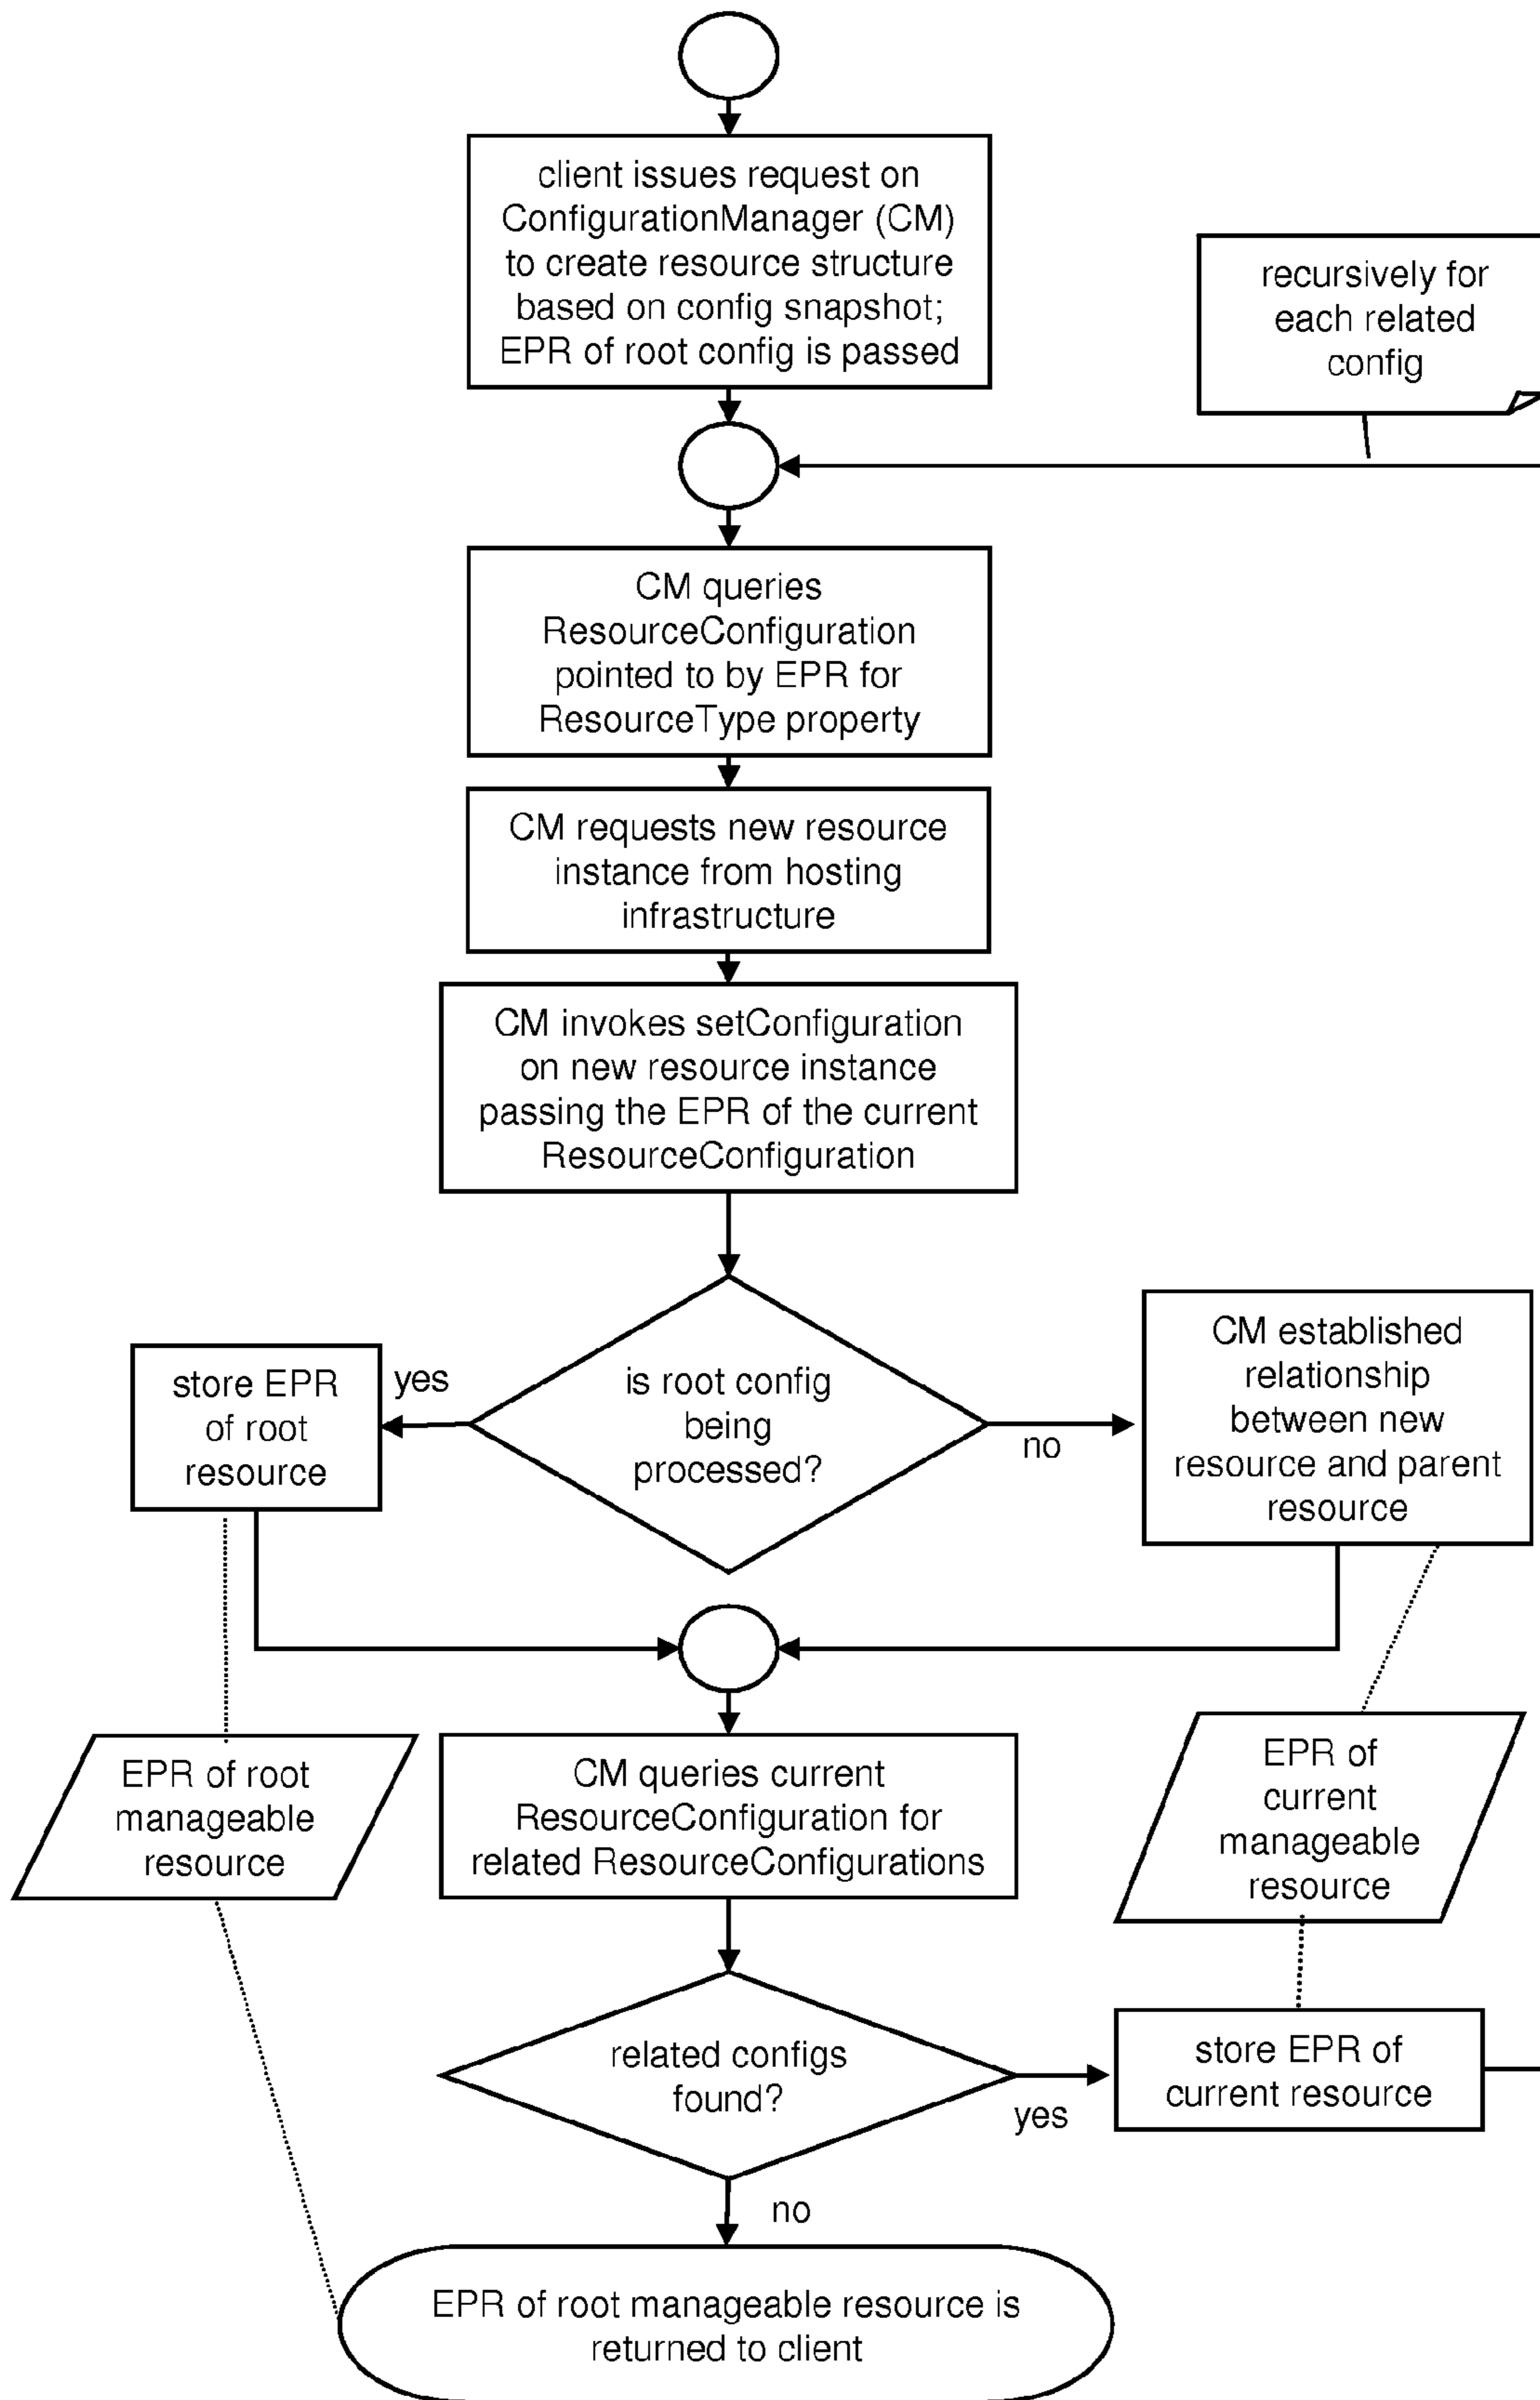 client issues request on
ConfigurationManager (CM)
to create resource structure
based on config snapshot;
EPR of root config is passed
recursively for
each related
config
CM queries
ResourceConfiguration
pointed to by EPR for
ResourceType property
CM requests new resource
instance from hosting
infrastructure
CM invokes setConfiguration
on new resource instance
passing the EPR of the current
ResourceConfiguration
store EPR
of root
resource
yes
is root config
being
processed?
no
CM established
relationship
between new
resource and parent
resource
EPR of root
manageable
resource
CM queries current
ResourceConfiguration for
related ResourceConfigurations
EPR of
current
manageable
resource
related configs
found?
yes
store EPR of
current resource
no
EPR of root manageable resource is
returned to client